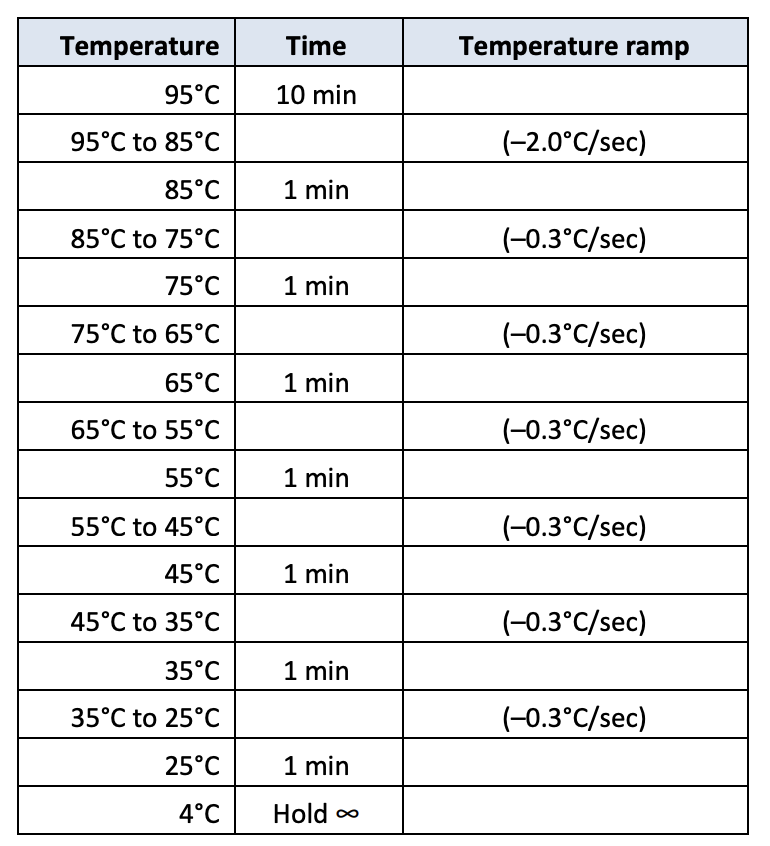 Temperature Time Temperature ramp
95°C 10 min
95°C to 85°C (–2.0°C/sec)
85°C 1 min
85°C to 75°C (–0.3°C/sec)
75°C 1 min
75°C to 65°C (–0.3°C/sec)
65°C 1 min
65°C to 55°C (–0.3°C/sec)
55°C 1 min
55°C to 45°C (–0.3°C/sec)
45°C 1 min
45°C to 35°C (–0.3°C/sec)
35°C 1 min
35°C to 25°C (–0.3°C/sec)
25°C 1 min
4°C Hold ∞